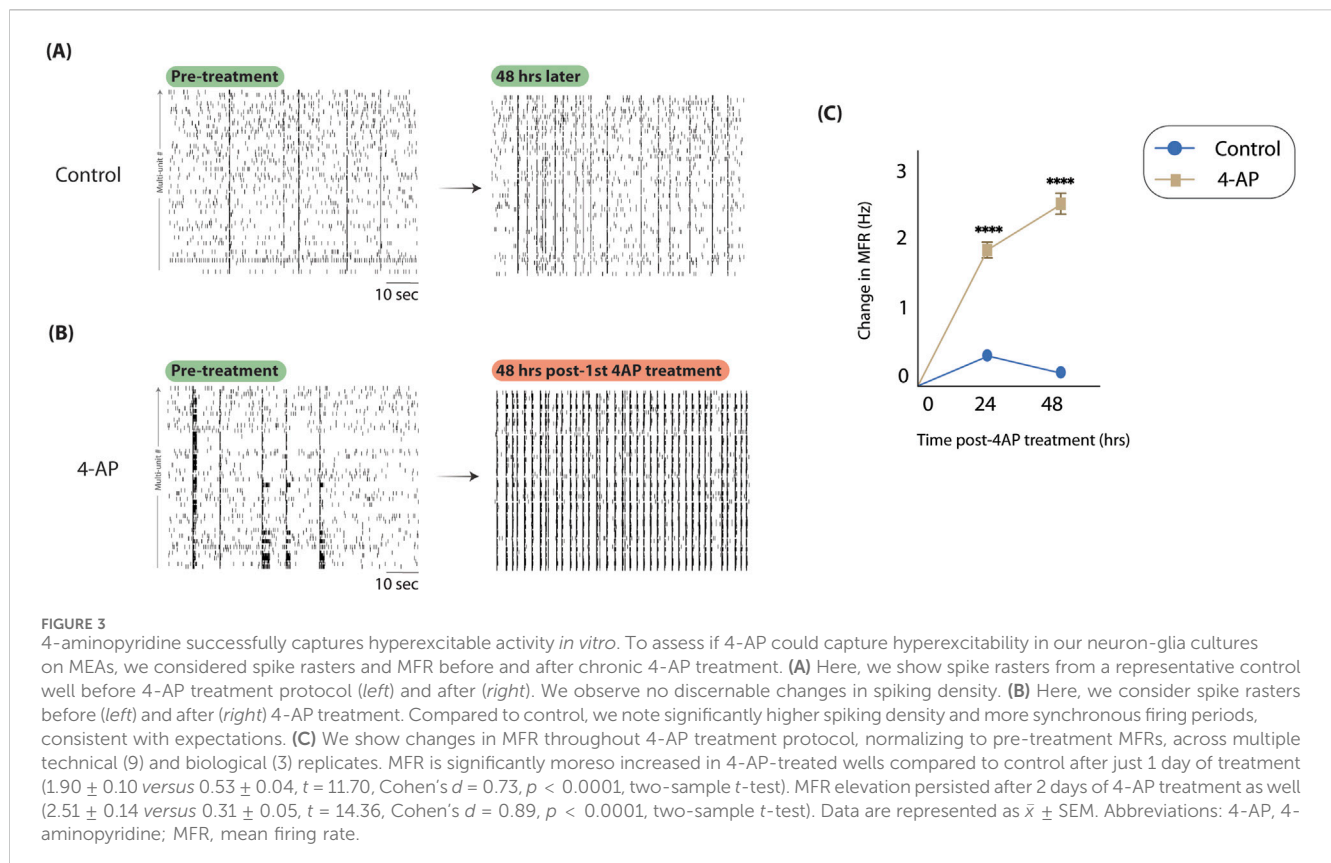 (A)
Pre-treatment
48 hrs later
Multi-unit #
Control
10 sec
(B)
Pre-treatment
48 hrs post-1st 4AP treatment
Multi-unit #
4-AP
10 sec
(C)
Control
4-AP
3
2
1
0
Change in MFR (Hz)
****
****
0 24 48
Time post-4AP treatment (hrs)
FIGURE 3
4-aminopyridine successfully captures hyperexcitable activity in vitro. To assess if 4-AP could capture hyperexcitability in our neuron-glia cultures
on MEAs, we considered spike rasters and MFR before and after chronic 4-AP treatment. (A) Here, we show spike rasters from a representative control
well before 4-AP treatment protocol (left) and after (right). We observe no discernable changes in spiking density. (B) Here, we consider spike rasters
before (left) and after (right) 4-AP treatment. Compared to control, we note significantly higher spiking density and more synchronous firing periods,
consistent with expectations. (C) We show changes in MFR throughout 4-AP treatment protocol, normalizing to pre-treatment MFRs, across multiple
technical (9) and biological (3) replicates. MFR is significantly moreso increased in 4-AP-treated wells compared to control after just 1 day of treatment
(1.90 ± 0.10 versus 0.53 ± 0.04, t = 11.70, Cohen's d = 0.73, p < 0.0001, two-sample t-test). MFR elevation persisted after 2 days of 4-AP treatment as well
(2.51 ± 0.14 versus 0.31 ± 0.05, t = 14.36, Cohen's d = 0.89, p < 0.0001, two-sample t-test). Data are represented as x̄ ± SEM. Abbreviations: 4-AP, 4-
aminopyridine; MFR, mean firing rate.